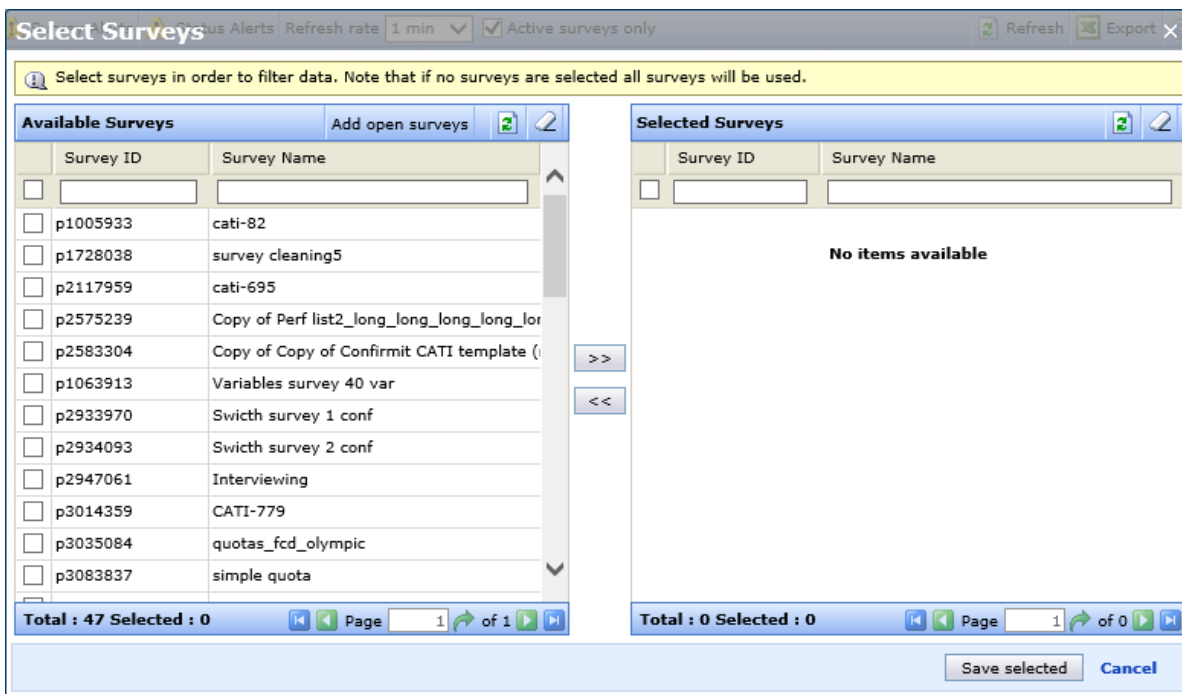 Select Surveys
us Alerts Refresh rate 1 min Active surveys only Refresh Export
Select surveys in order to filter data. Note that if no surveys are selected all surveys will be used.
Available Surveys Add open surveys
Survey ID Survey Name
p1005933 cati-82
p1728038 survey cleaning5
p2117959 cati-695
p2575239 Copy of Perf list2_long_long_long_long_lo
p2583304 Copy of Copy of Confirmit CATI template (
p1063913 Variables survey 40 var
p2933970 Swicth survey 1 conf
p2934093 Swicth survey 2 conf
p2947061 Interviewing
p3014359 CATI-779
p3035084 quotas_fcd_olympic
p3083837 simple quota
Total : 47 Selected : 0 Page 1 of 1
>>
<<
Selected Surveys
Survey ID Survey Name
No items available
Total : 0 Selected : 0 Page 1 of 0
Save selected Cancel